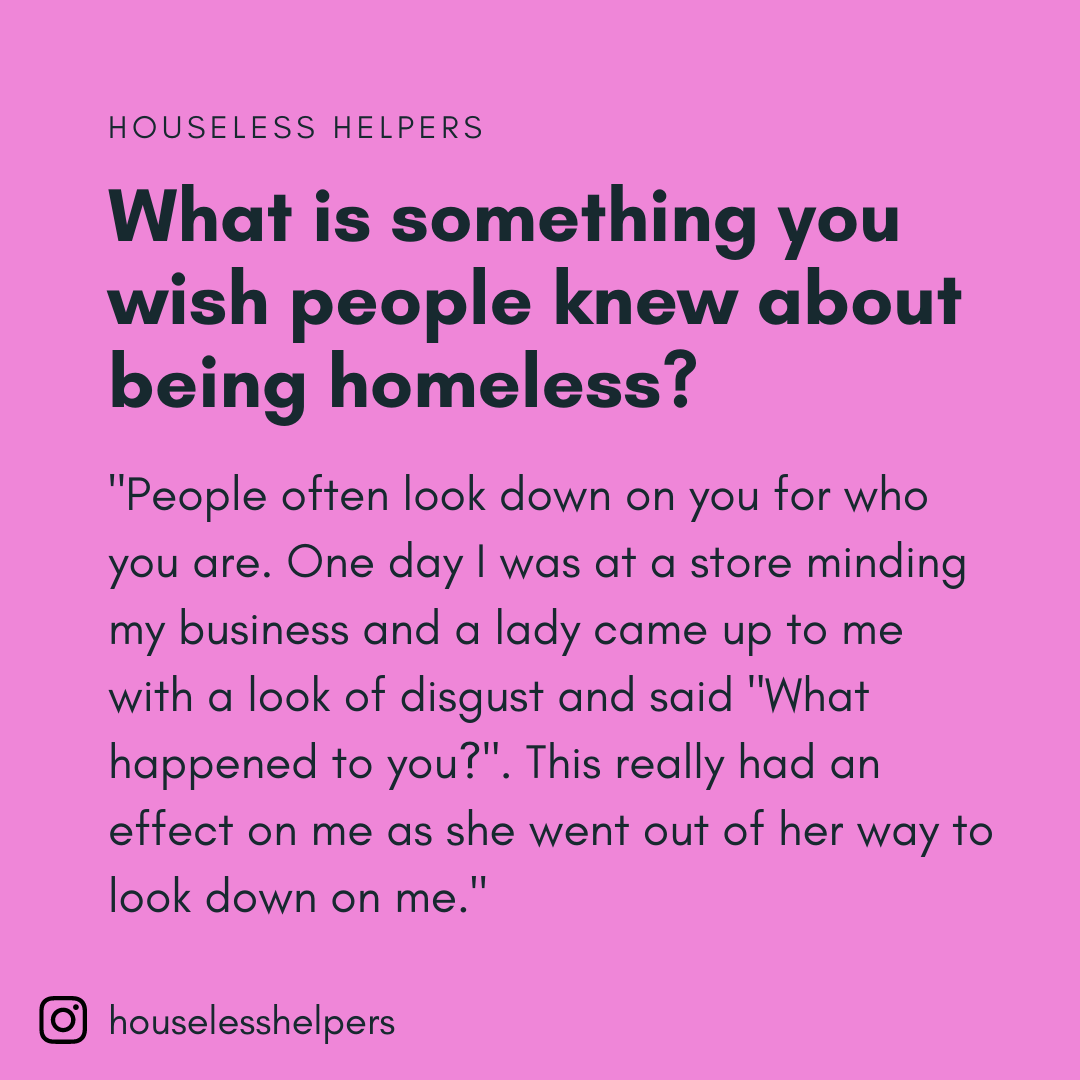 HOUSELESS HELPERS
What is something you
wish people knew about
being homeless?
"People often look down on you for who
you are. One day I was at a store minding
my business and a lady came up to me
with a look of disgust and said "What
happened to you?". This really had an
effect on me as she went out of her way to
look down on me."
houselesshelpers